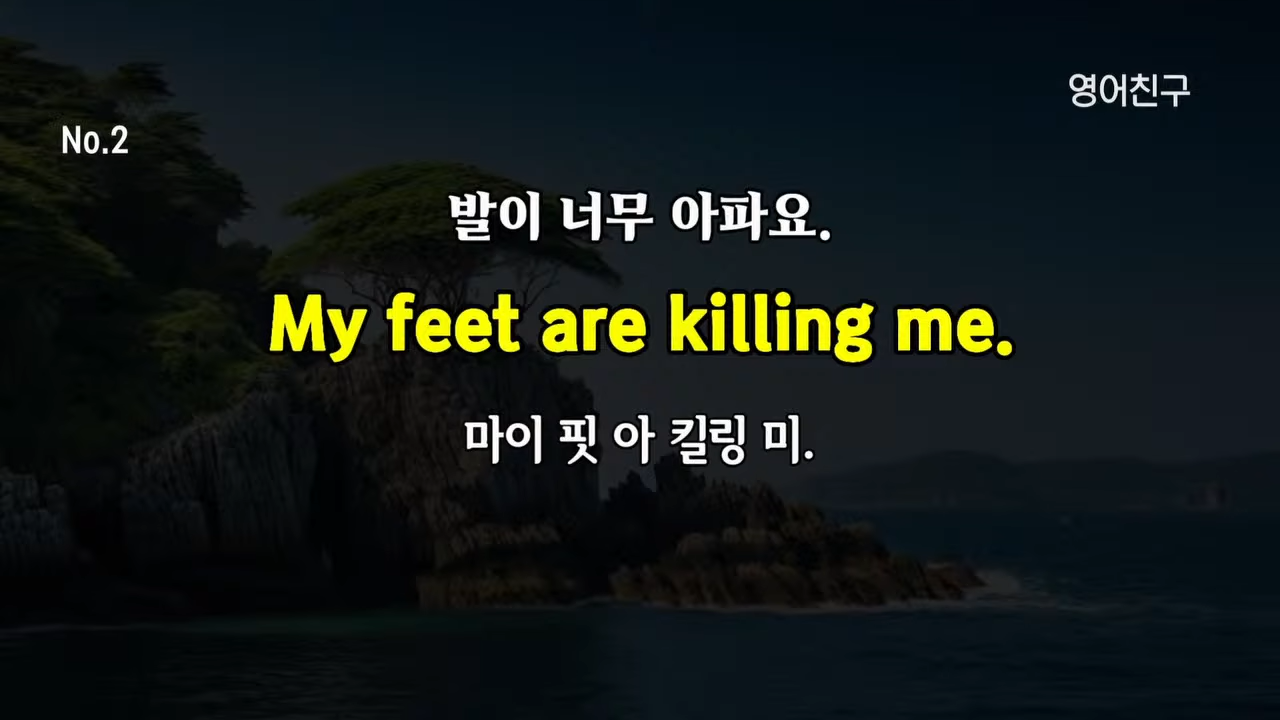 영어친구
No.2
발이 너무 아파요.
My feet are killing me.
마이 핏 아 킬링 미.